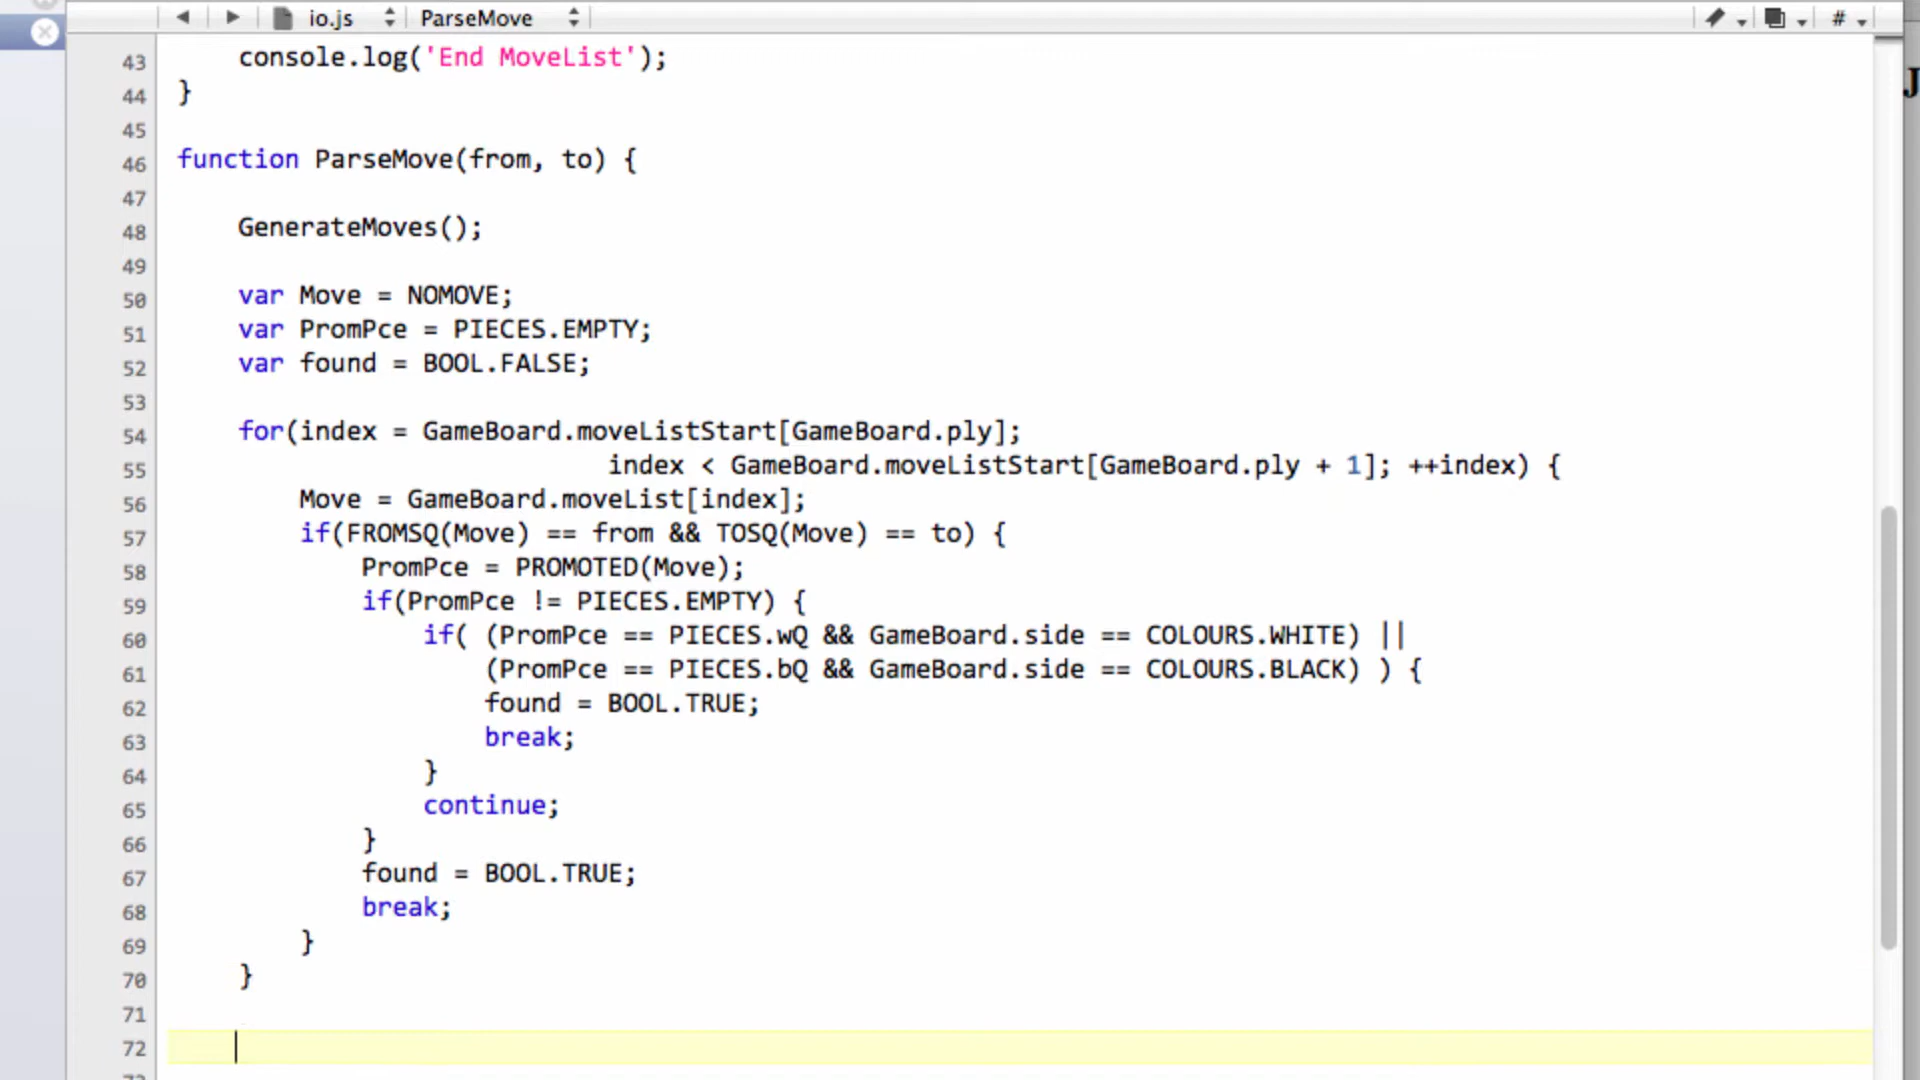 io.js ParseMove #
43 console.log('End MoveList');
44 }
45
46 function ParseMove(from, to) {
47
48 GenerateMoves();
49
50 var Move = NOMOVE;
51 var PromPce = PIECES.EMPTY;
52 var found = BOOL.FALSE;
53
54 for(index = GameBoard.moveListStart[GameBoard.ply];
55 index < GameBoard.moveListStart[GameBoard.ply + 1]; ++index) {
56 Move = GameBoard.moveList[index];
57 if(FROMSQ(Move) == from && TOSQ(Move) == to) {
58 PromPce = PROMOTED(Move);
59 if(PromPce != PIECES.EMPTY) {
60 if( (PromPce == PIECES.wQ && GameBoard.side == COLOURS.WHITE) ||
61 (PromPce == PIECES.bQ && GameBoard.side == COLOURS.BLACK) ) {
62 found = BOOL.TRUE;
63 break;
64 }
65 continue;
66 }
67 found = BOOL.TRUE;
68 break;
69 }
70 }
71
72